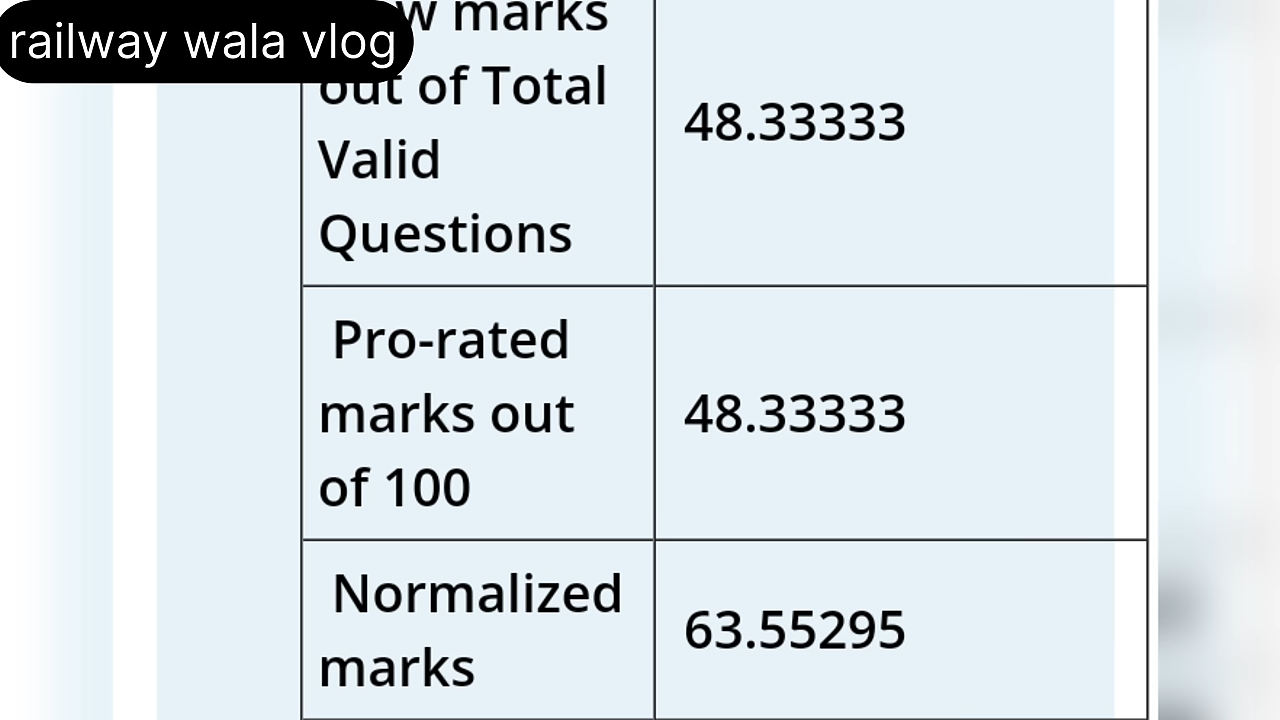 railway wala vlog
marks
out of Total
Valid
Questions
48.33333
Pro-rated
marks out
of 100
48.33333
Normalized
marks
63.55295